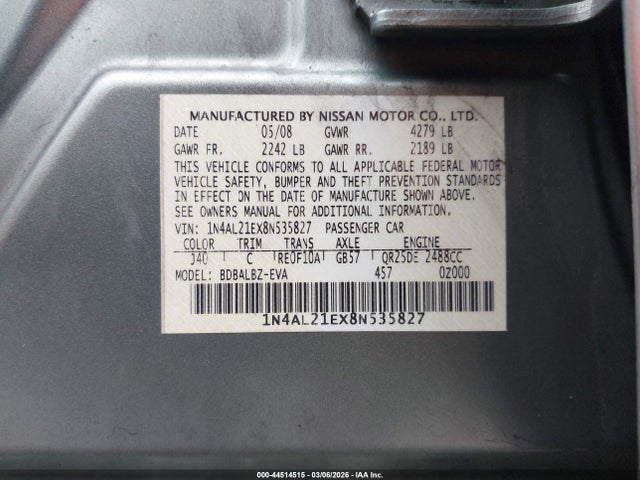 MANUFACTURED BY NISSAN MOTOR CO., LTD.
DATE 05/08 GVWR 4279 LB
GAWR FR. 2242 LB GAWR RR. 2189 LB
THIS VEHICLE CONFORMS TO ALL APPLICABLE FEDERAL MOTOR
VEHICLE SAFETY, BUMPER AND THEFT PREVENTION STANDARDS
IN EFFECT ON THE DATE OF MANUFACTURE SHOWN ABOVE.
SEE OWNERS MANUAL FOR ADDITIONAL INFORMATION.
VIN: 1N4AL21EX8N535827 PASSENGER CAR
COLOR TRIM TRANS AXLE ENGINE
J40 C RE0F10A GB57 QR25DE 2488CC
MODEL: BDBALBZ-EVA 457 0Z000
1N4AL21EX8N535827
000-44514515 | 03/06/2026 - IAA Inc.